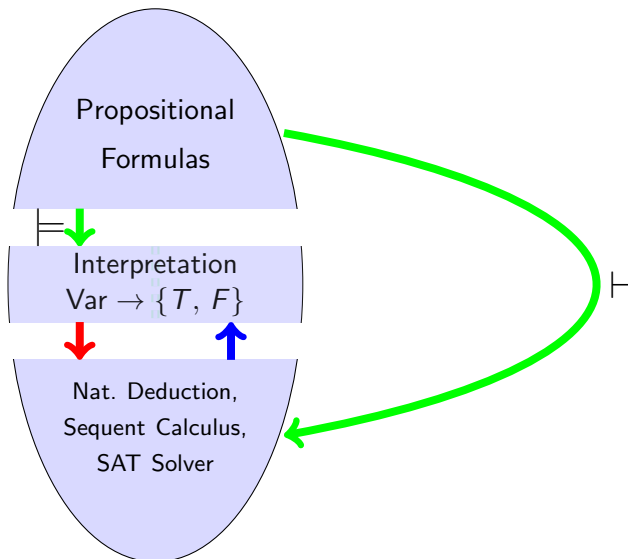 Propositional
Formulas
⊨
Interpretation
Var → {T, F}
⊢
Nat. Deduction,
Sequent Calculus,
SAT Solver